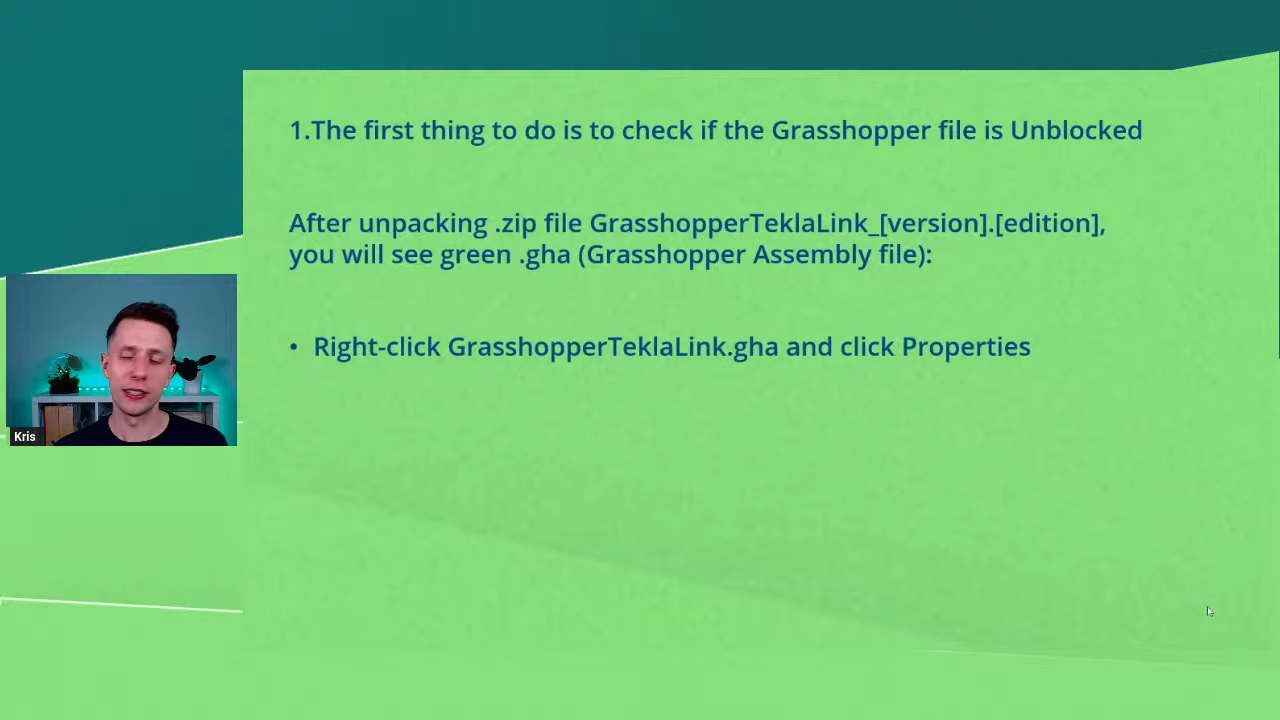 1.The first thing to do is to check if the Grasshopper file is Unblocked
After unpacking .zip file GrasshopperTeklaLink_[version].[edition],
you will see green .gha (Grasshopper Assembly file):
• Right-click GrasshopperTeklaLink.gha and click Properties
Kris